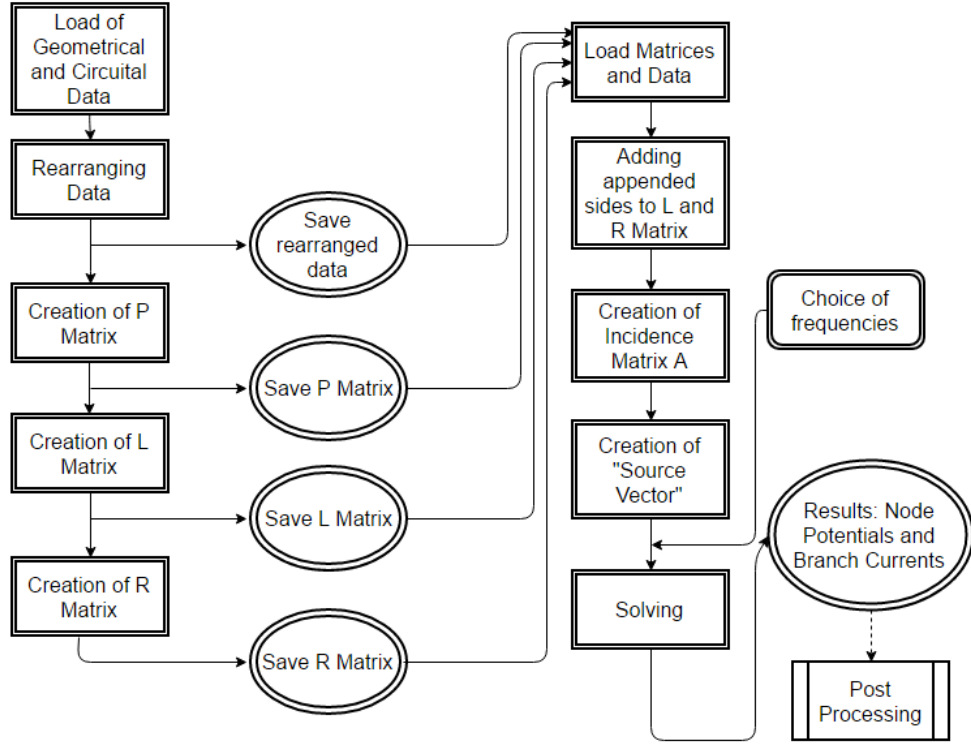 Load of
Geometrical
and Circuital
Data
Rearranging
Data
Save
rearranged
data
Creation of P
Matrix
Save P Matrix
Creation of L
Matrix
Save L Matrix
Creation of R
Matrix
Save R Matrix
Load Matrices
and Data
Adding
appended
sides to L and
R Matrix
Creation of
Incidence
Matrix A
Choice of
frequencies
Creation of
"Source
Vector"
Solving
Results: Node
Potentials and
Branch Currents
Post
Processing